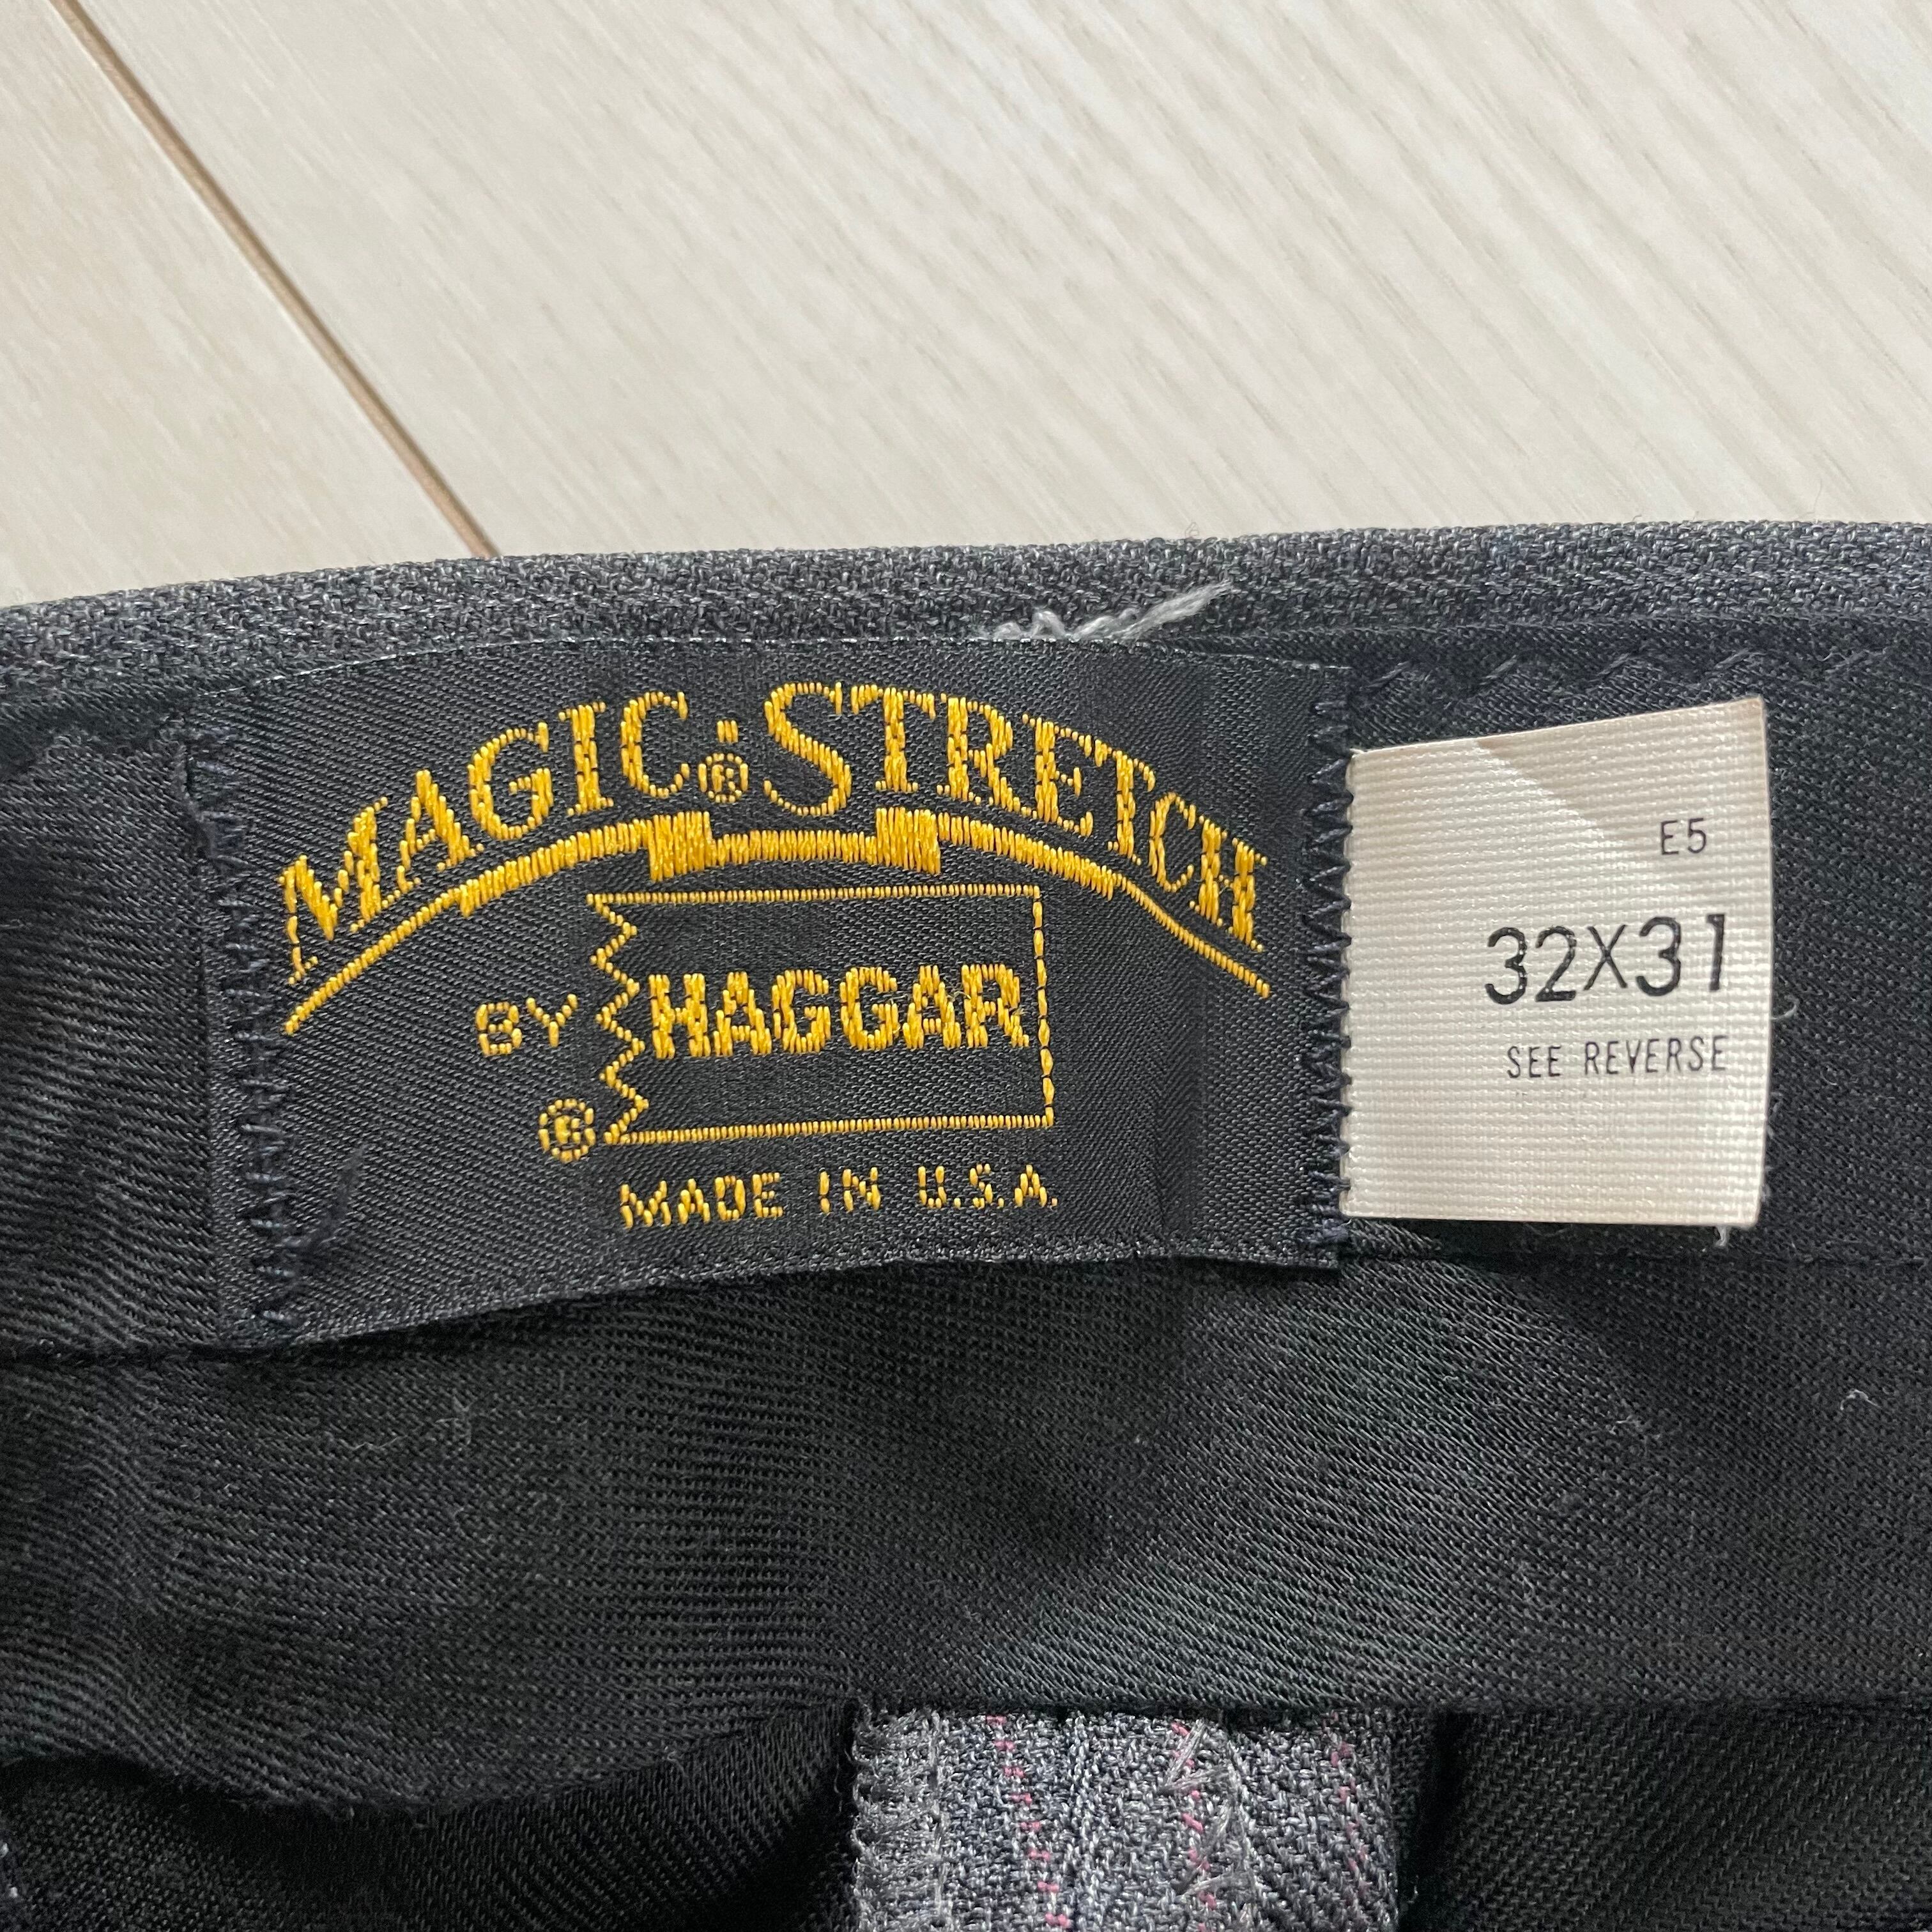 MAGIC® STRETCH
BY HAGGAR
®
MADE IN U.S.A.
E5
32X31
SEE REVERSE